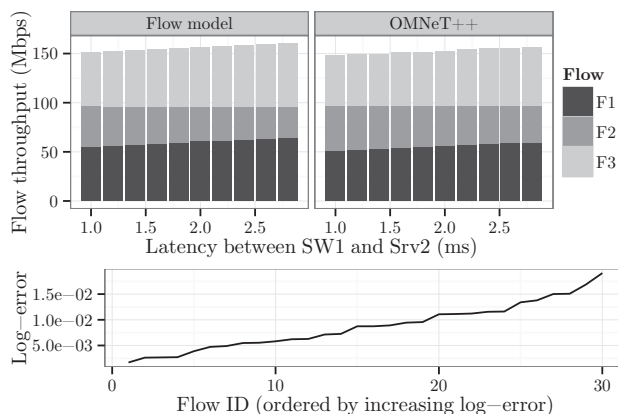 Flow model OMNeT++
Flow throughput (Mbps)
150
100
50
0
Flow
F1
F2
F3
1.0 1.5 2.0 2.5 1.0 1.5 2.0 2.5
Latency between SW1 and Srv2 (ms)
Log−error
1.5e−02
1.0e−02
5.0e−03
0 10 20 30
Flow ID (ordered by increasing log−error)